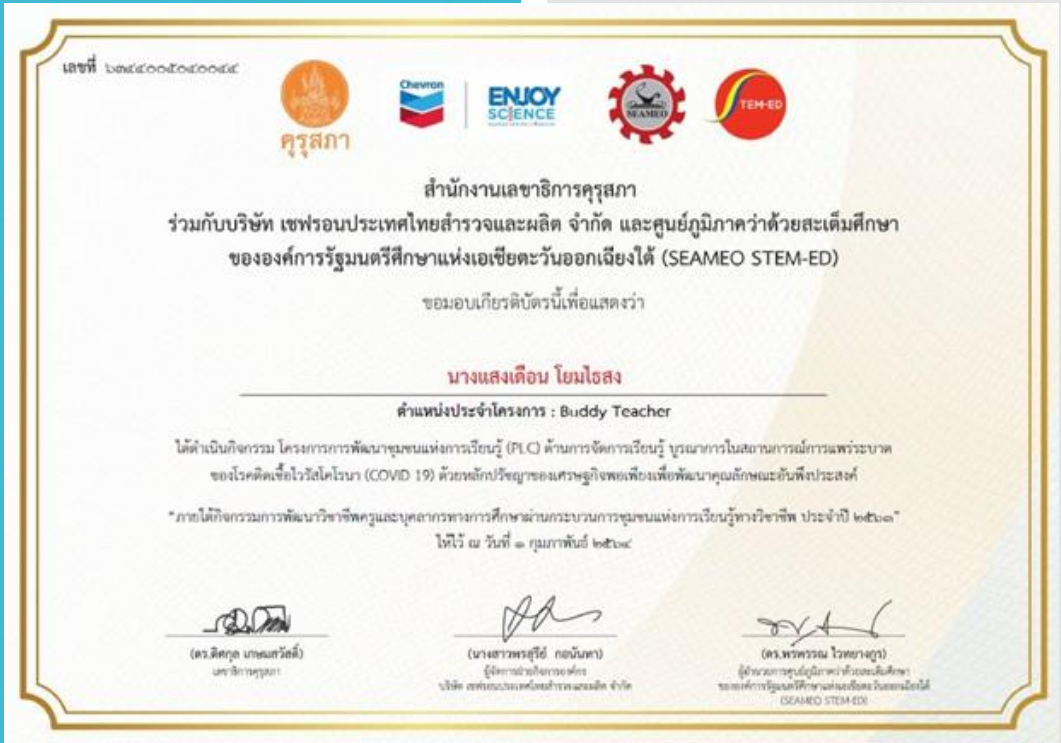 เลขที่ ๖๓๔๔๐๐๕๐๔๐๐๔๔
คุรุสภา
Chevron
ENJOY
SCIENCE
SEAMEO
STEM-ED
สำนักงานเลขาธิการคุรุสภา
ร่วมกับบริษัท เชฟรอนประเทศไทยสำรวจและผลิต จำกัด และศูนย์ภูมิภาคว่าด้วยสะเต็มศึกษา
ขององค์การรัฐมนตรีศึกษาแห่งเอเชียตะวันออกเฉียงใต้ (SEAMEO STEM-ED)
ขอมอบเกียรติบัตรนี้เพื่อแสดงว่า
นางแสงเดือน โยมไธสง
ตำแหน่งประจำโครงการ : Buddy Teacher
ได้ดำเนินกิจกรรม โครงการการพัฒนาชุมชนแห่งการเรียนรู้ (PLC) ด้านการจัดการเรียนรู้ บูรณาการในสถานการณ์การแพร่ระบาด
ของโรคติดเชื้อไวรัสโคโรนา (COVID 19) ด้วยหลักปรัชญาของเศรษฐกิจพอเพียงเพื่อพัฒนาคุณลักษณะอันพึงประสงค์
"ภายใต้กิจกรรมการพัฒนาวิชาชีพครูและบุคลากรทางการศึกษาผ่านกระบวนการชุมชนแห่งการเรียนรู้ทางวิชาชีพ ประจำปี ๒๕๖๓"
ให้ไว้ ณ วันที่ ๑ กุมภาพันธ์ ๒๕๖๔
(ดร.ดิศกุล เกษมสวัสดิ์)
เลขาธิการคุรุสภา
(นางสาวพรสุรีย์ กอนันทา)
ผู้จัดการฝ่ายกิจการองค์กร
บริษัท เชฟรอนประเทศไทยสำรวจและผลิต จำกัด
(ดร.พรพรรณ ไวทยางกูร)
ผู้อำนวยการศูนย์ภูมิภาคว่าด้วยสะเต็มศึกษา
ขององค์การรัฐมนตรีศึกษาแห่งเอเชียตะวันออกเฉียงใต้
(SEAMEO STEM-ED)